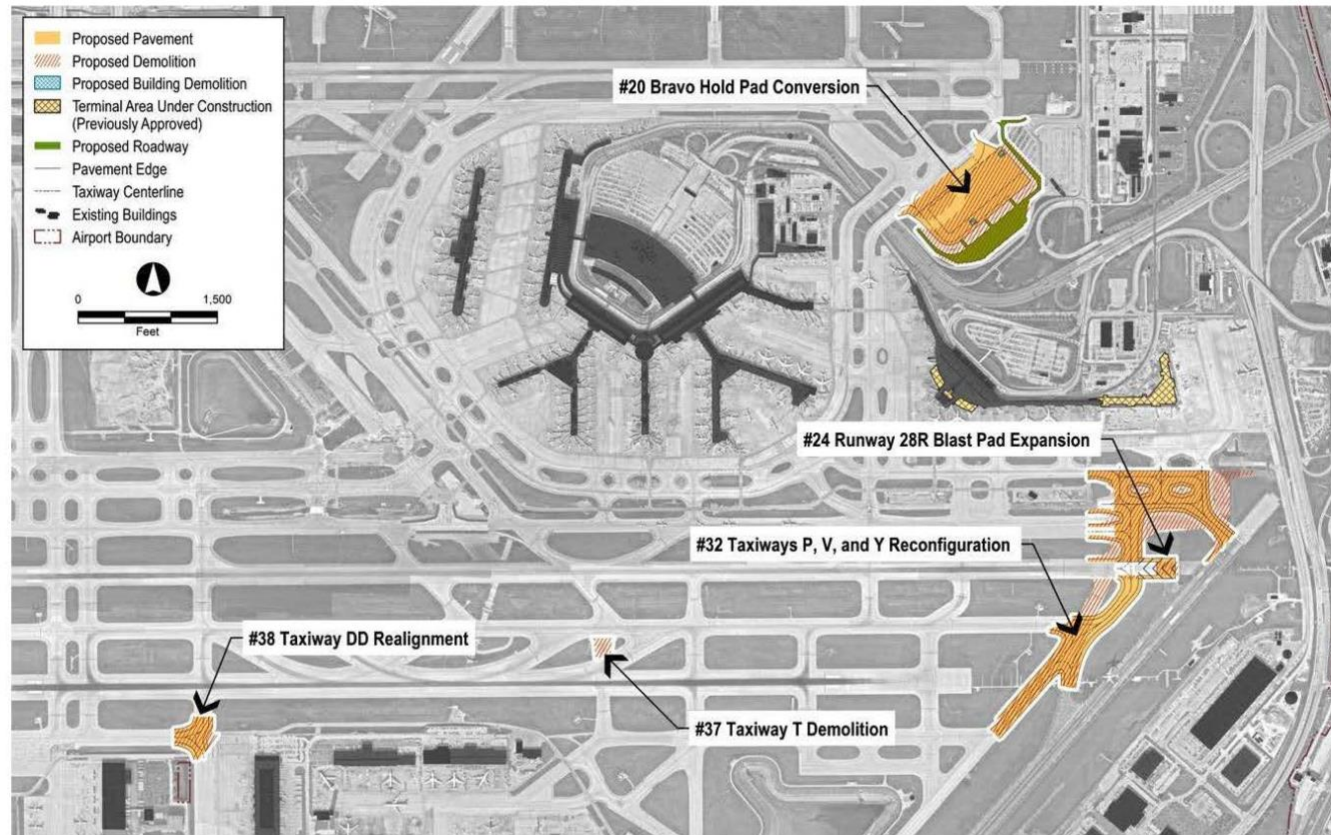 Proposed Pavement
Proposed Demolition
Proposed Building Demolition
Terminal Area Under Construction
(Previously Approved)
Proposed Roadway
Pavement Edge
Taxiway Centerline
Existing Buildings
Airport Boundary
0 1,500
Feet
#20 Bravo Hold Pad Conversion
#24 Runway 28R Blast Pad Expansion
#32 Taxiways P, V, and Y Reconfiguration
#38 Taxiway DD Realignment
#37 Taxiway T Demolition